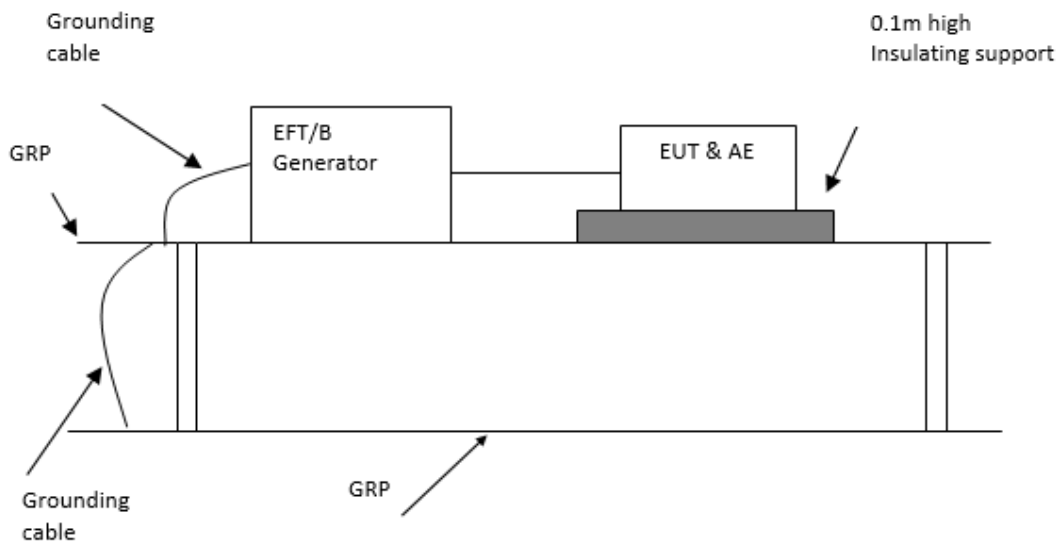 Grounding
cable
0.1m high
Insulating support
GRP
EFT/B
Generator
EUT & AE
GRP
Grounding
cable